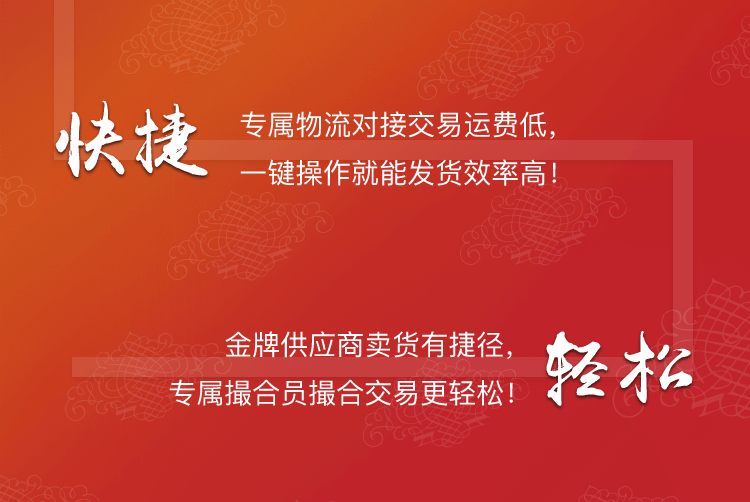 快捷
专属物流对接交易运费低，
一键操作就能发货效率高！
金牌供应商卖货有捷径，
专属撮合员撮合交易更轻松！
轻松